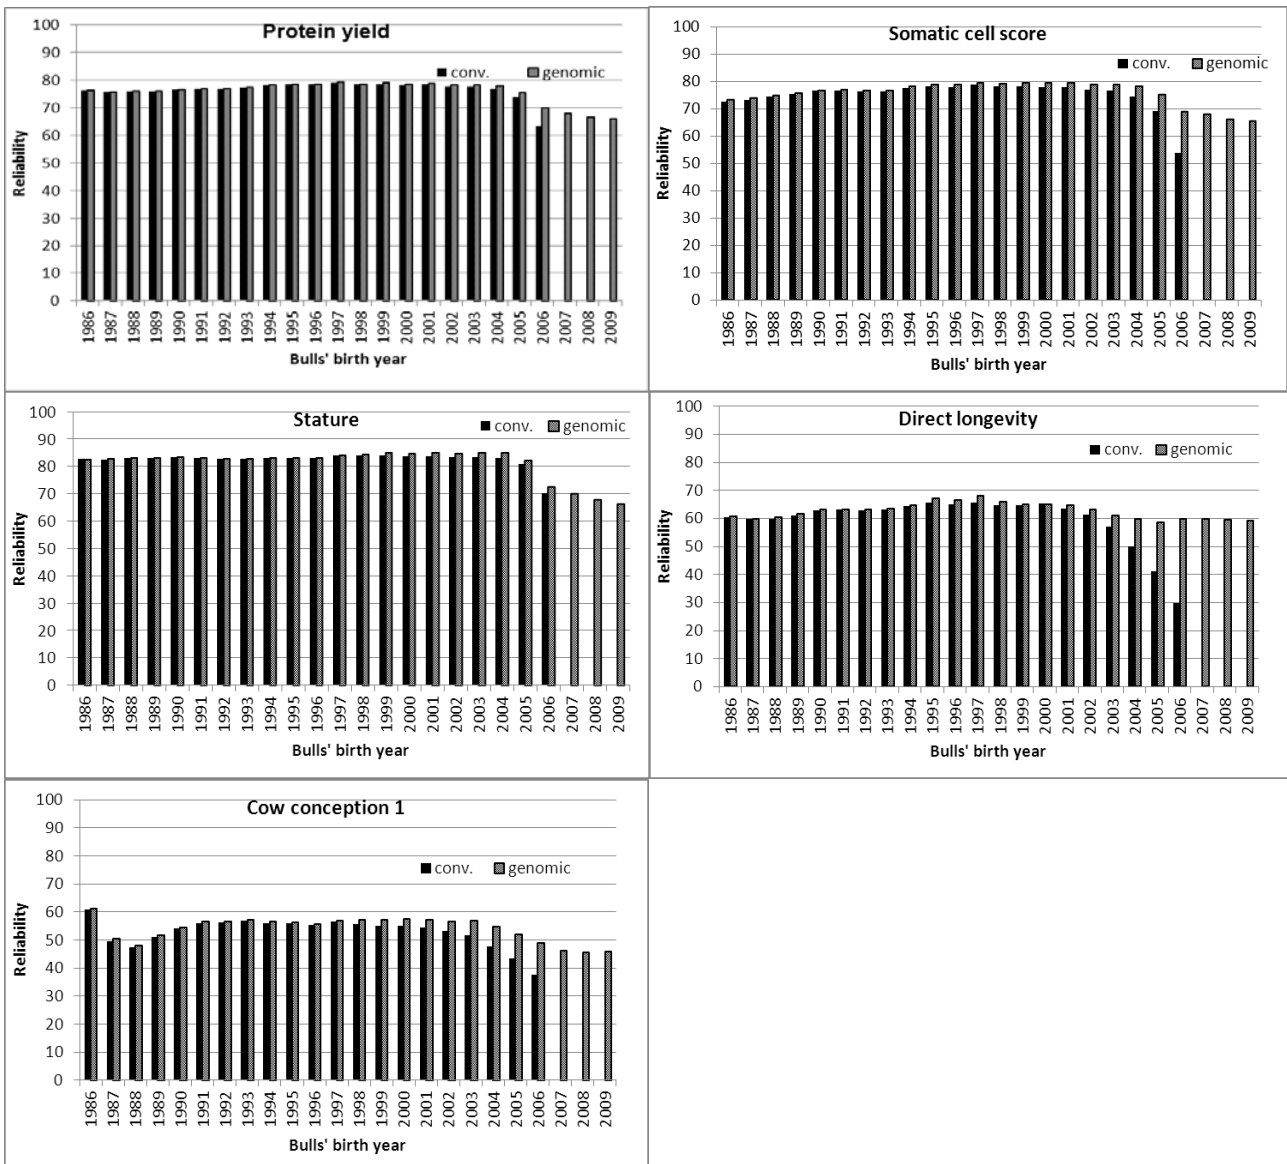 Protein yield
conv. genomic
100
90
80
70
60
50
40
30
20
10
0
Reliability
1986 1987 1988 1989 1990 1991 1992 1993 1994 1995 1996 1997 1998 1999 2000 2001 2002 2003 2004 2005 2006 2007 2008 2009
Bulls' birth year
Somatic cell score
conv. genomic
100
90
80
70
60
50
40
30
20
10
0
Reliability
1986 1987 1988 1989 1990 1991 1992 1993 1994 1995 1996 1997 1998 1999 2000 2001 2002 2003 2004 2005 2006 2007 2008 2009
Bulls' birth year
Stature
conv. genomic
100
90
80
70
60
50
40
30
20
10
0
Reliability
1986 1987 1988 1989 1990 1991 1992 1993 1994 1995 1996 1997 1998 1999 2000 2001 2002 2003 2004 2005 2006 2007 2008 2009
Bulls' birth year
Direct longevity
conv. genomic
100
90
80
70
60
50
40
30
20
10
0
Reliability
1986 1987 1988 1989 1990 1991 1992 1993 1994 1995 1996 1997 1998 1999 2000 2001 2002 2003 2004 2005 2006 2007 2008 2009
Bulls' birth year
Cow conception 1
conv. genomic
100
90
80
70
60
50
40
30
20
10
0
Reliability
1986 1987 1988 1989 1990 1991 1992 1993 1994 1995 1996 1997 1998 1999 2000 2001 2002 2003 2004 2005 2006 2007 2008 2009
Bulls' birth year